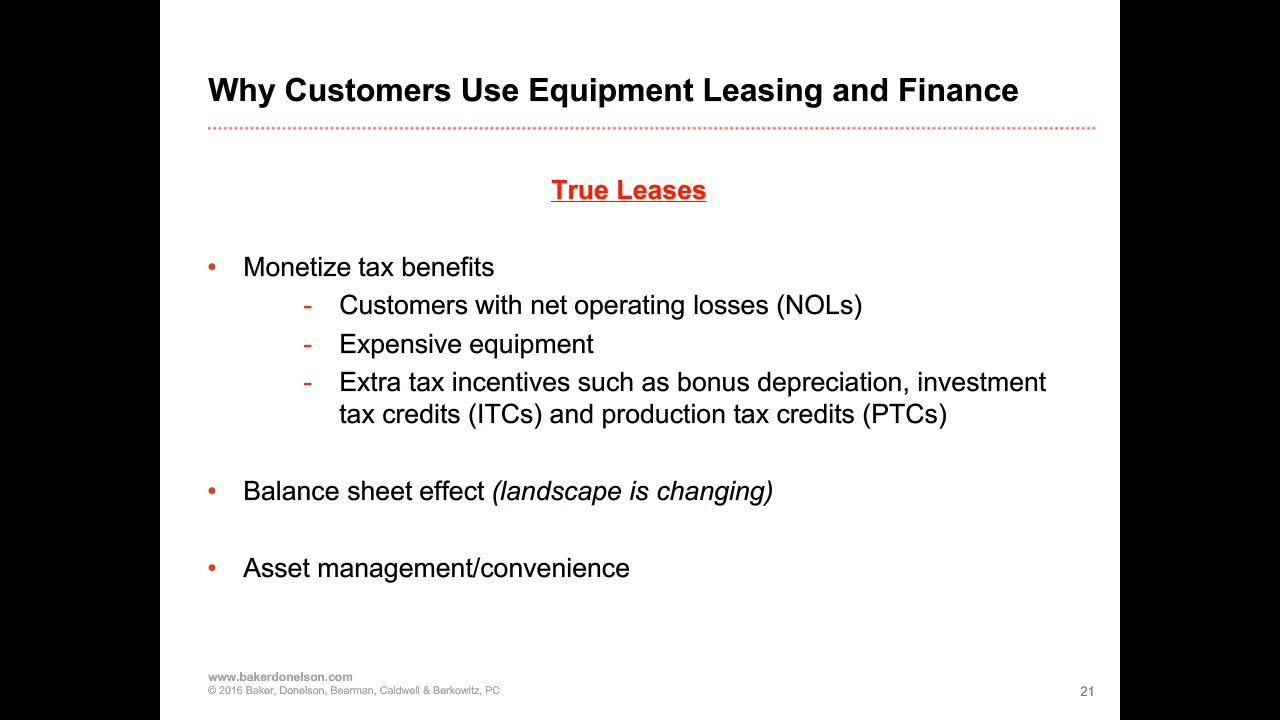 Why Customers Use Equipment Leasing and Finance
True Leases
• Monetize tax benefits
- Customers with net operating losses (NOLs)
- Expensive equipment
- Extra tax incentives such as bonus depreciation, investment
tax credits (ITCs) and production tax credits (PTCs)
• Balance sheet effect (landscape is changing)
• Asset management/convenience
www.bakerdonelson.com
© 2016 Baker, Donelson, Bearman, Caldwell & Berkowitz, PC
21